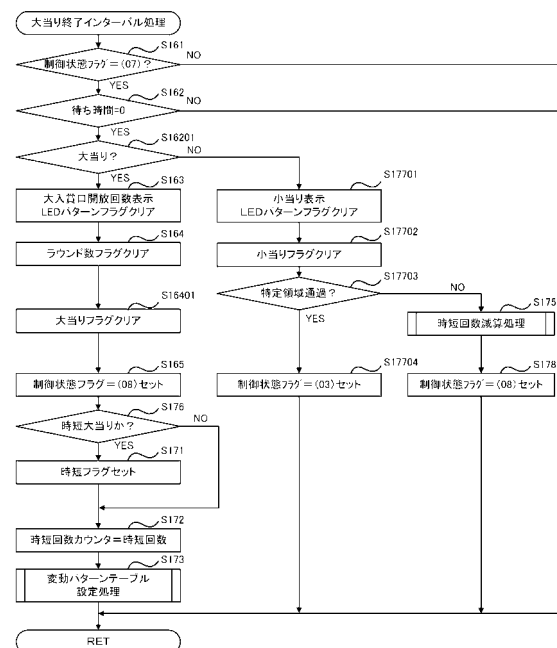 大当り終了インターバル処理
S161
制御状態フラグ=(07)?
NO
YES
S162
待ち時間=0
NO
YES
S16201
大当り?
NO
YES
S163
大入賞口開放回数表示
LEDパターンフラグクリア
S17701
小当り表示
LEDパターンフラグクリア
S164
ラウンド数フラグクリア
S17702
小当りフラグクリア
S17703
特定領域通過?
NO
YES
S16401
大当りフラグクリア
S175
時短回数減算処理
S165
制御状態フラグ=(08)セット
S17704
制御状態フラグ=(03)セット
S178
制御状態フラグ=(08)セット
S176
時短大当りか?
NO
YES
S171
時短フラグセット
S172
時短回数カウンタ=時短回数
S173
変動パターンテーブル
設定処理
RET